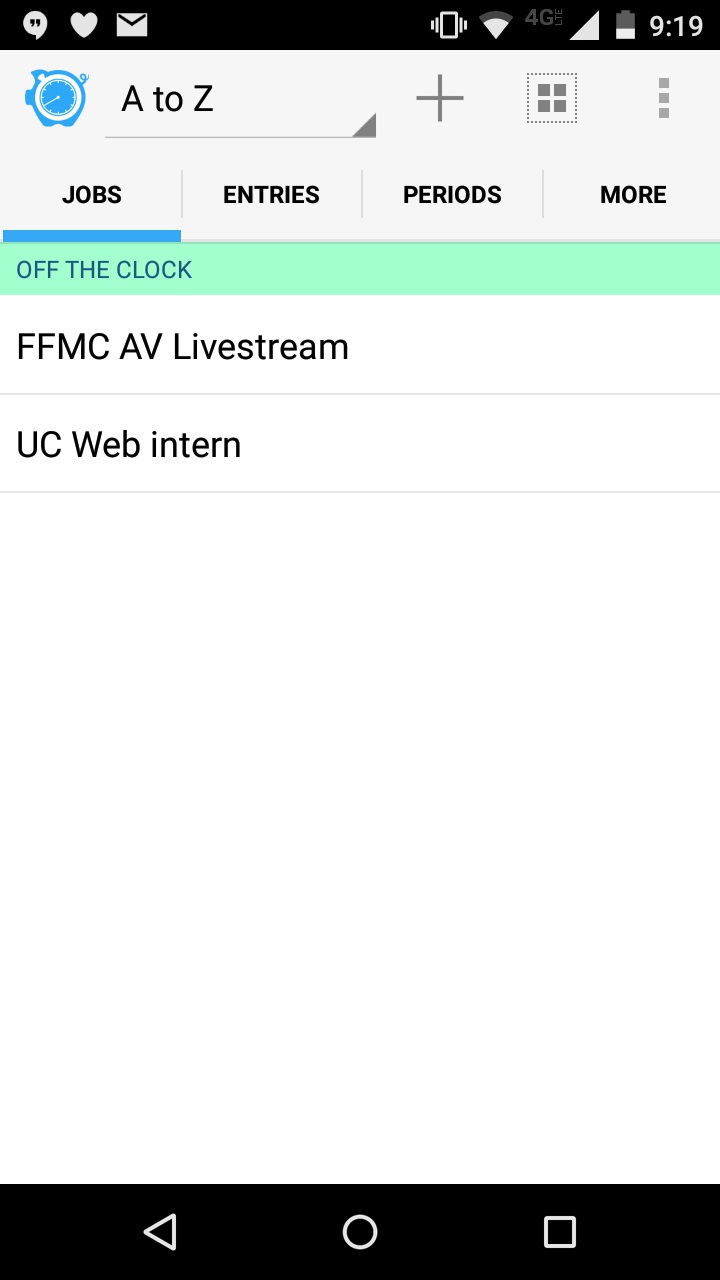 4G LTE 9:19
A to Z
JOBS ENTRIES PERIODS MORE
OFF THE CLOCK
FFMC AV Livestream
UC Web intern